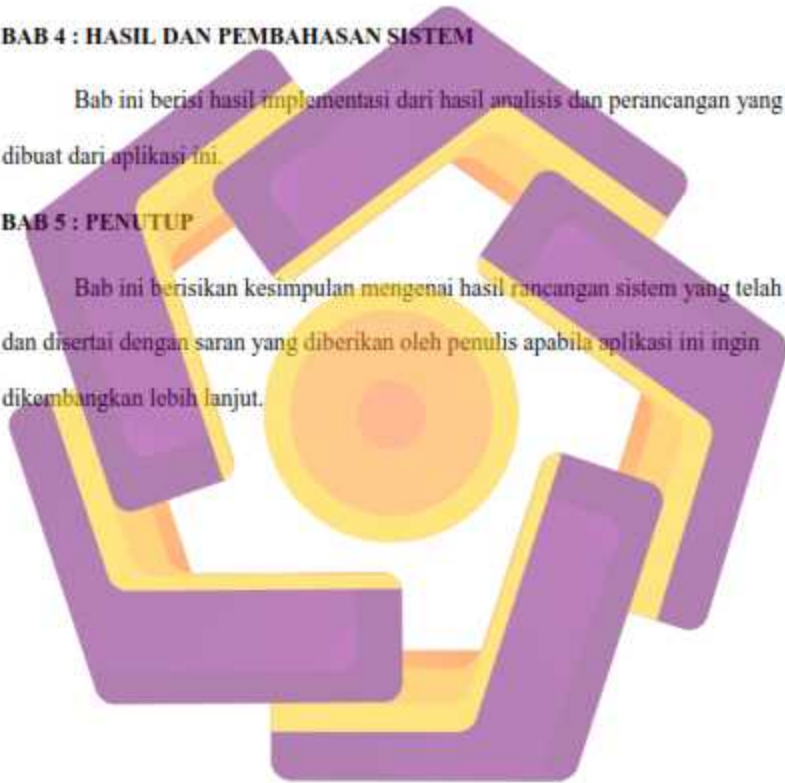 BAB 4 : HASIL DAN PEMBAHASAN SISTEM
Bab ini berisi hasil implementasi dari hasil analisis dan perancangan yang
dibuat dari aplikasi ini.
BAB 5 : PENUTUP
Bab ini berisikan kesimpulan mengenai hasil rancangan sistem yang telah
dan disertai dengan saran yang diberikan oleh penulis apabila aplikasi ini ingin
dikembangkan lebih lanjut.